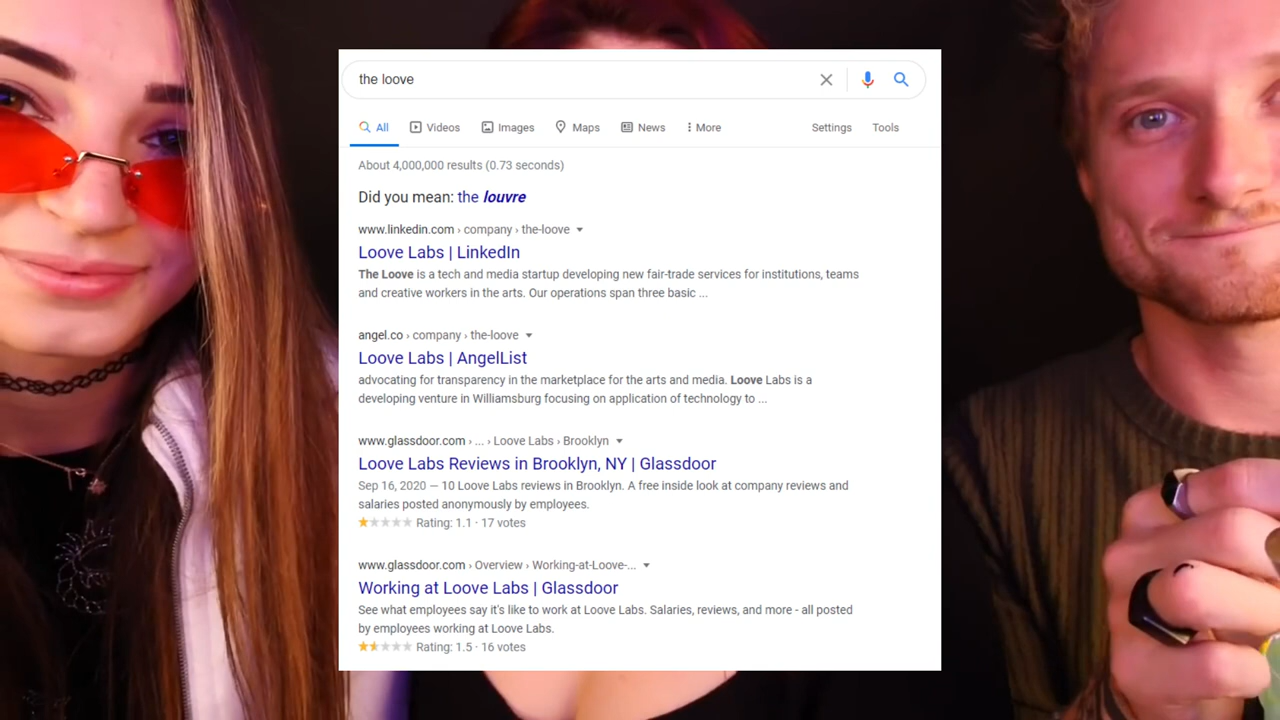 the loove
All Videos Images Maps News More Settings Tools
About 4,000,000 results (0.73 seconds)
Did you mean: the louvre
www.linkedin.com › company › the-loove
Loove Labs | LinkedIn
The Loove is a tech and media startup developing new fair-trade services for institutions, teams
and creative workers in the arts. Our operations span three basic ...
angel.co › company › the-loove
Loove Labs | AngelList
advocating for transparency in the marketplace for the arts and media. Loove Labs is a
developing venture in Williamsburg focusing on application of technology to ...
www.glassdoor.com › ... › Loove Labs › Brooklyn
Loove Labs Reviews in Brooklyn, NY | Glassdoor
Sep 16, 2020 — 10 Loove Labs reviews in Brooklyn. A free inside look at company reviews and
salaries posted anonymously by employees.
Rating: 1.1 · 17 votes
www.glassdoor.com › Overview › Working-at-Loove-...
Working at Loove Labs | Glassdoor
See what employees say it's like to work at Loove Labs. Salaries, reviews, and more - all posted
by employees working at Loove Labs.
Rating: 1.5 · 16 votes